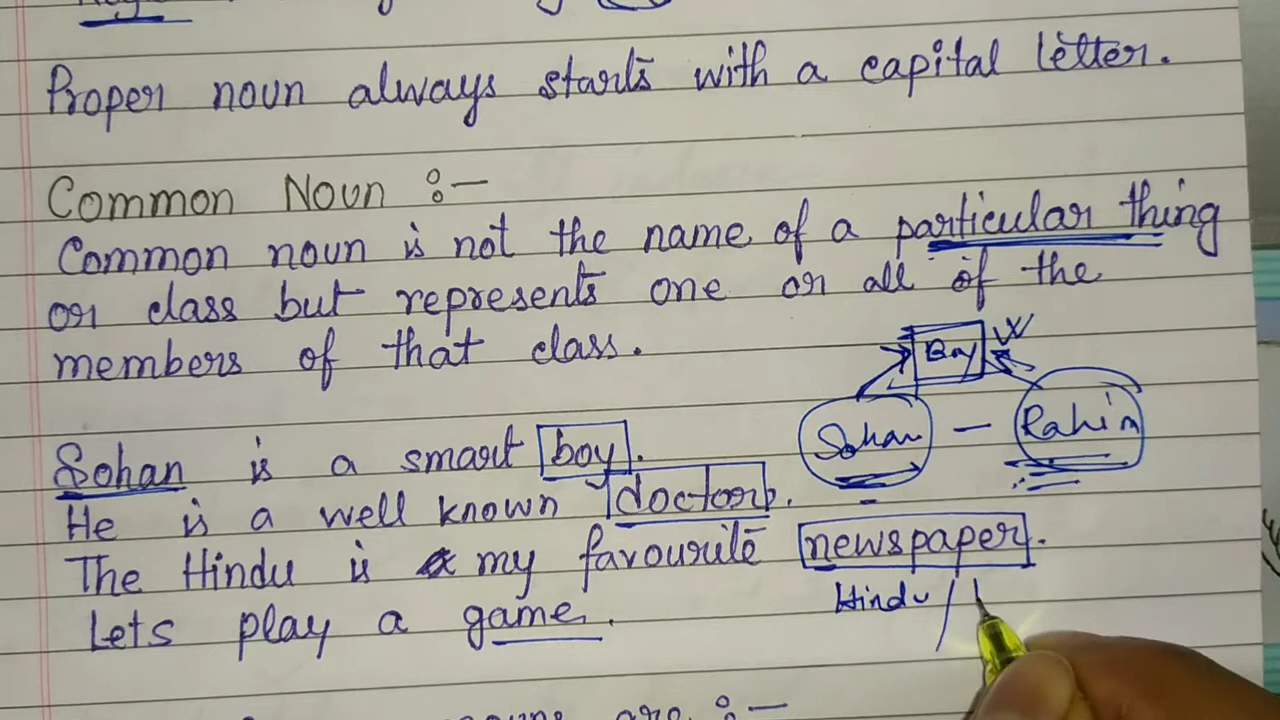 Proper noun always starts with a capital letter.
Common Noun :-
Common noun is not the name of a particular thing
or class but represents one or all of the
members of that class.
Boy
Sohan - Rahim
Sohan is a smart boy.
He is a well known doctor.
The Hindu is my favourite newspaper.
Hindu /
Lets play a game.
are :-